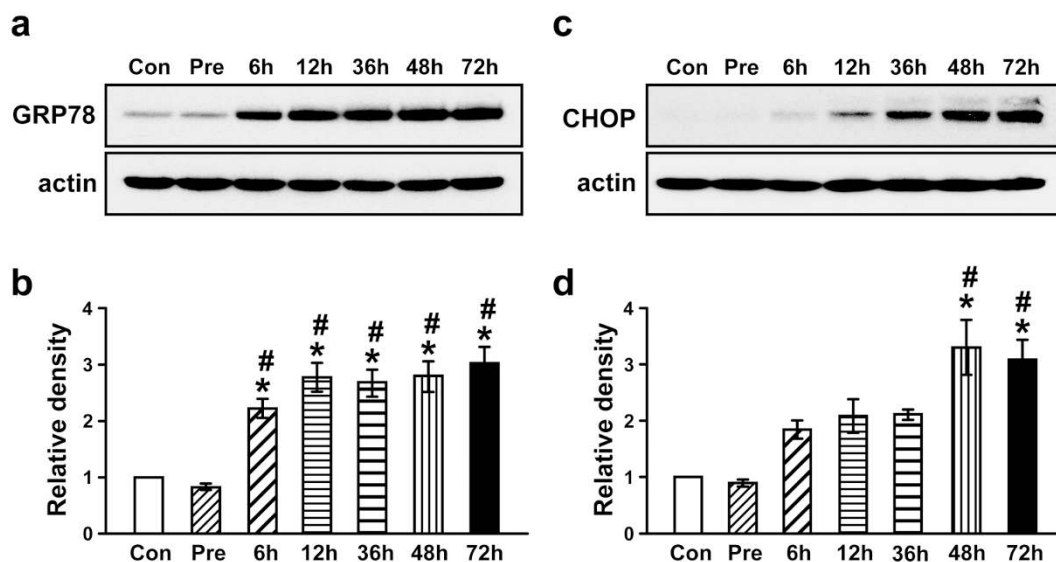 a
Con Pre 6h 12h 36h 48h 72h
GRP78
actin
b
Relative density
4
3
2
1
0
# # # # #
* * * * *
Con Pre 6h 12h 36h 48h 72h
c
Con Pre 6h 12h 36h 48h 72h
CHOP
actin
d
Relative density
4
3
2
1
0
# #
* *
Con Pre 6h 12h 36h 48h 72h